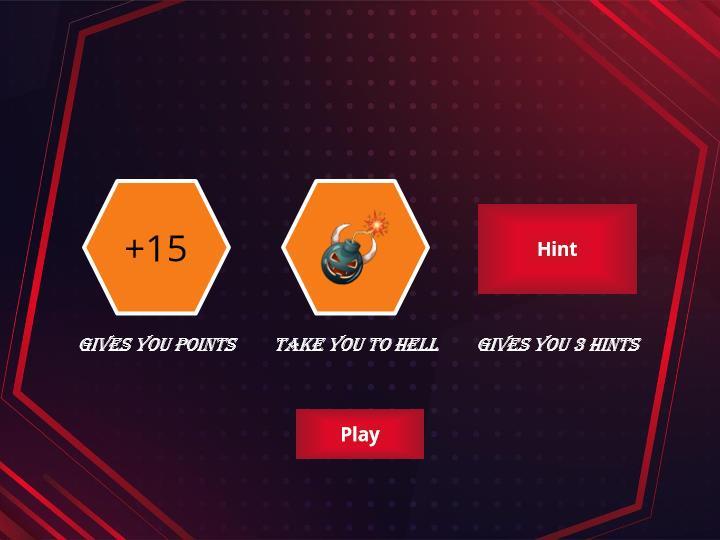 +15
Hint
GIVES YOU POINTS
TAKE YOU TO HELL
GIVES YOU 3 HINTS
Play